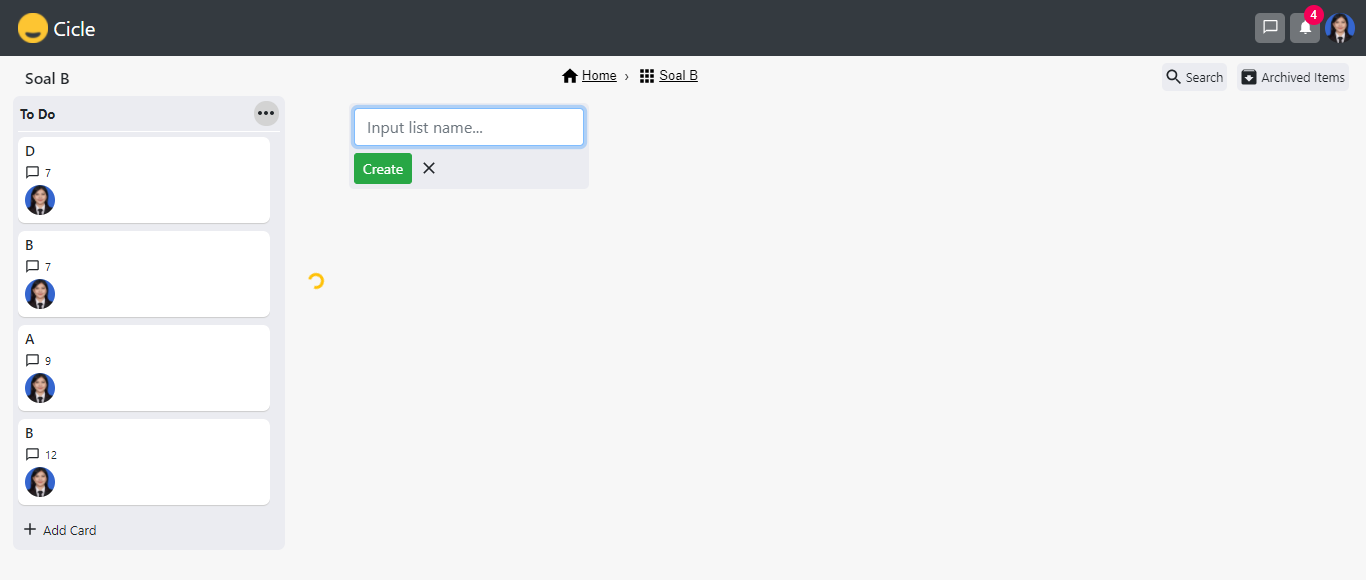 Cicle
4
Soal B
Home › Soal B
Search
Archived Items
To Do
D
7
B
7
A
9
B
12
Add Card
Input list name...
Create